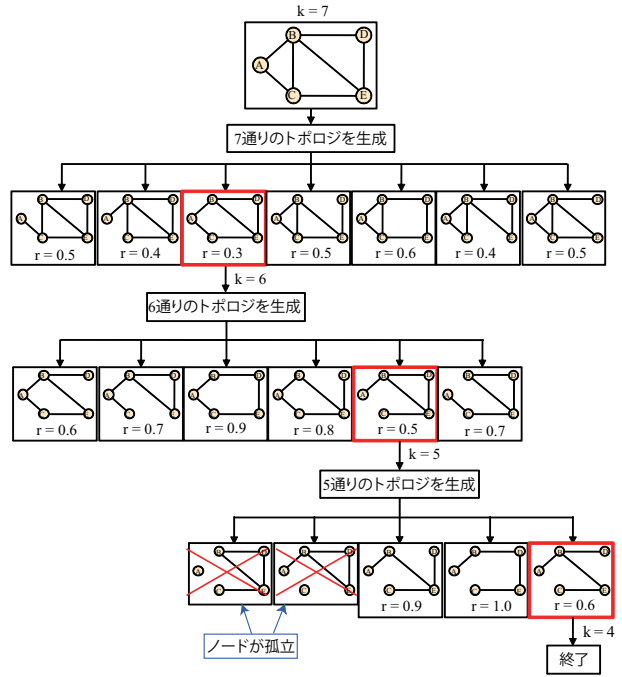 k = 7
B
D
A
C
E
7通りのトポロジを生成
B D A C E
B D A C E
B D A C E
B D A C E
B D A C E
B D A C E
B D A C E
r = 0.5
r = 0.4
r = 0.3
r = 0.5
r = 0.6
r = 0.4
r = 0.5
k = 6
6通りのトポロジを生成
B D A C E
B D A C E
B D A C E
B D A C E
B D A C E
B D A C E
r = 0.6
r = 0.7
r = 0.9
r = 0.8
r = 0.5
r = 0.7
k = 5
5通りのトポロジを生成
B D A C E
B D A C E
B D A C E
B D A C E
B D A C E
r = 0.9
r = 1.0
r = 0.6
ノードが孤立
k = 4
終了